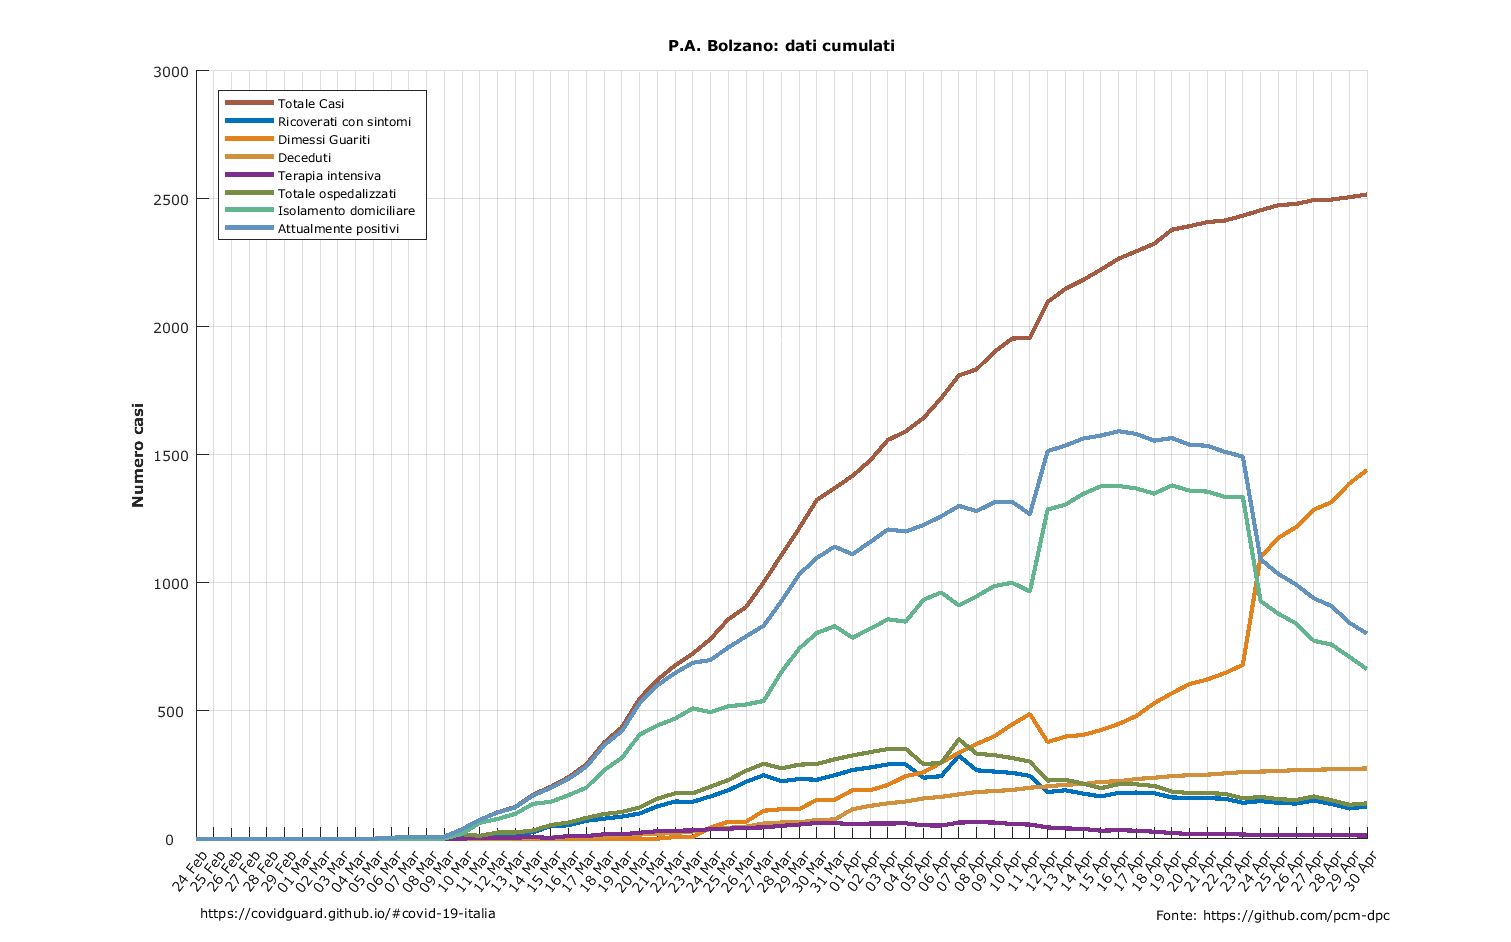 P.A. Bolzano: dati cumulati
3000
2500
2000
1500
1000
500
0
Numero casi
Totale Casi
Ricoverati con sintomi
Dimessi Guariti
Deceduti
Terapia intensiva
Totale ospedalizzati
Isolamento domiciliare
Attualmente positivi
24 Feb
25 Feb
26 Feb
27 Feb
28 Feb
29 Feb
01 Mar
02 Mar
03 Mar
04 Mar
05 Mar
06 Mar
07 Mar
08 Mar
09 Mar
10 Mar
11 Mar
12 Mar
13 Mar
14 Mar
15 Mar
16 Mar
17 Mar
18 Mar
19 Mar
20 Mar
21 Mar
22 Mar
23 Mar
24 Mar
25 Mar
26 Mar
27 Mar
28 Mar
29 Mar
30 Mar
31 Mar
01 Apr
02 Apr
03 Apr
04 Apr
05 Apr
06 Apr
07 Apr
08 Apr
09 Apr
10 Apr
11 Apr
12 Apr
13 Apr
14 Apr
15 Apr
16 Apr
17 Apr
18 Apr
19 Apr
20 Apr
21 Apr
22 Apr
23 Apr
24 Apr
25 Apr
26 Apr
27 Apr
28 Apr
29 Apr
30 Apr
https://covidguard.github.io/#covid-19-italia
Fonte: https://github.com/pcm-dpc